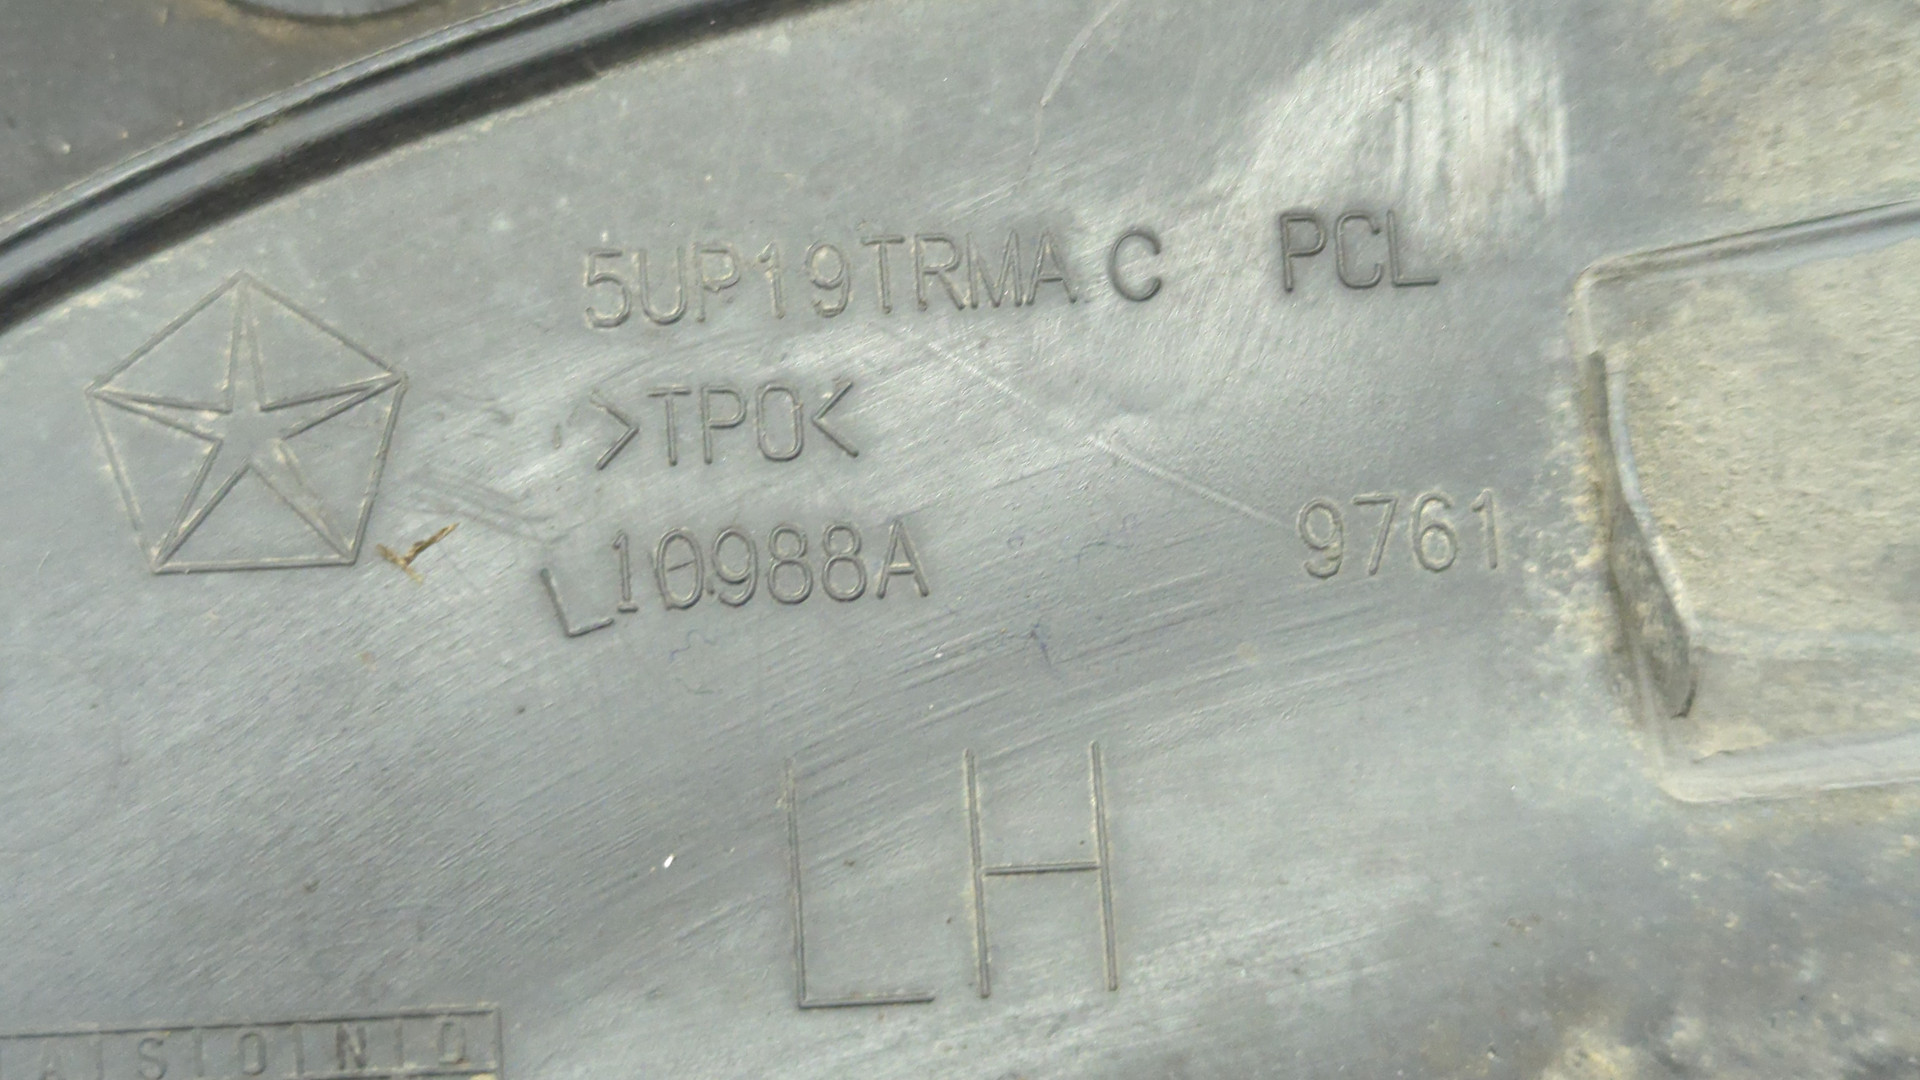 5UP19TRMA C PCL
>TPO<
L10988A 9761
LH
A S O N D